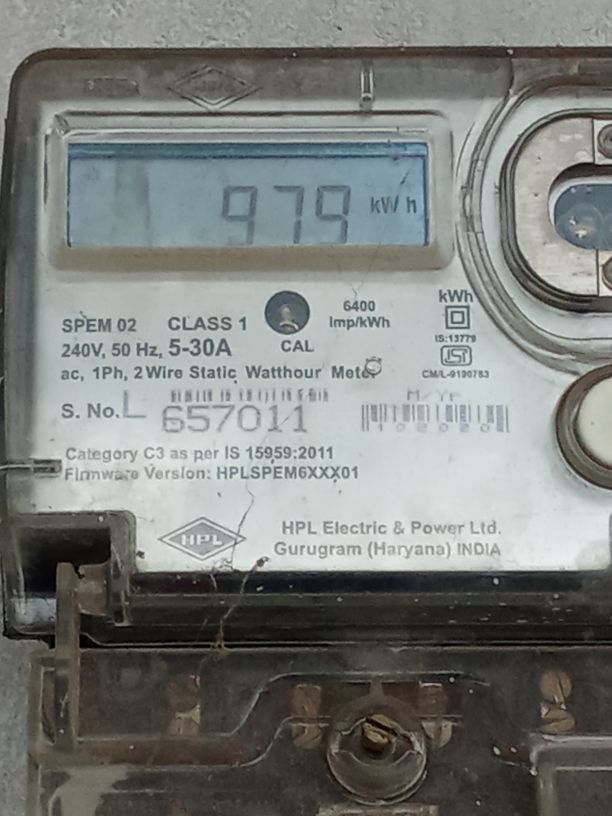 979 kWh
SPEM 02 CLASS 1 6400 imp/kWh kWh
IS:13779
240V, 50 Hz, 5-30A CAL
CM/L-9190783
ac, 1Ph, 2 Wire Static Watthour Meter
S. No. L 657011 M/YF 102020
Category C3 as per IS 15959:2011
Firmware Version: HPLSPEM6XXX01
HPL
HPL Electric & Power Ltd.
Gurugram (Haryana) INDIA